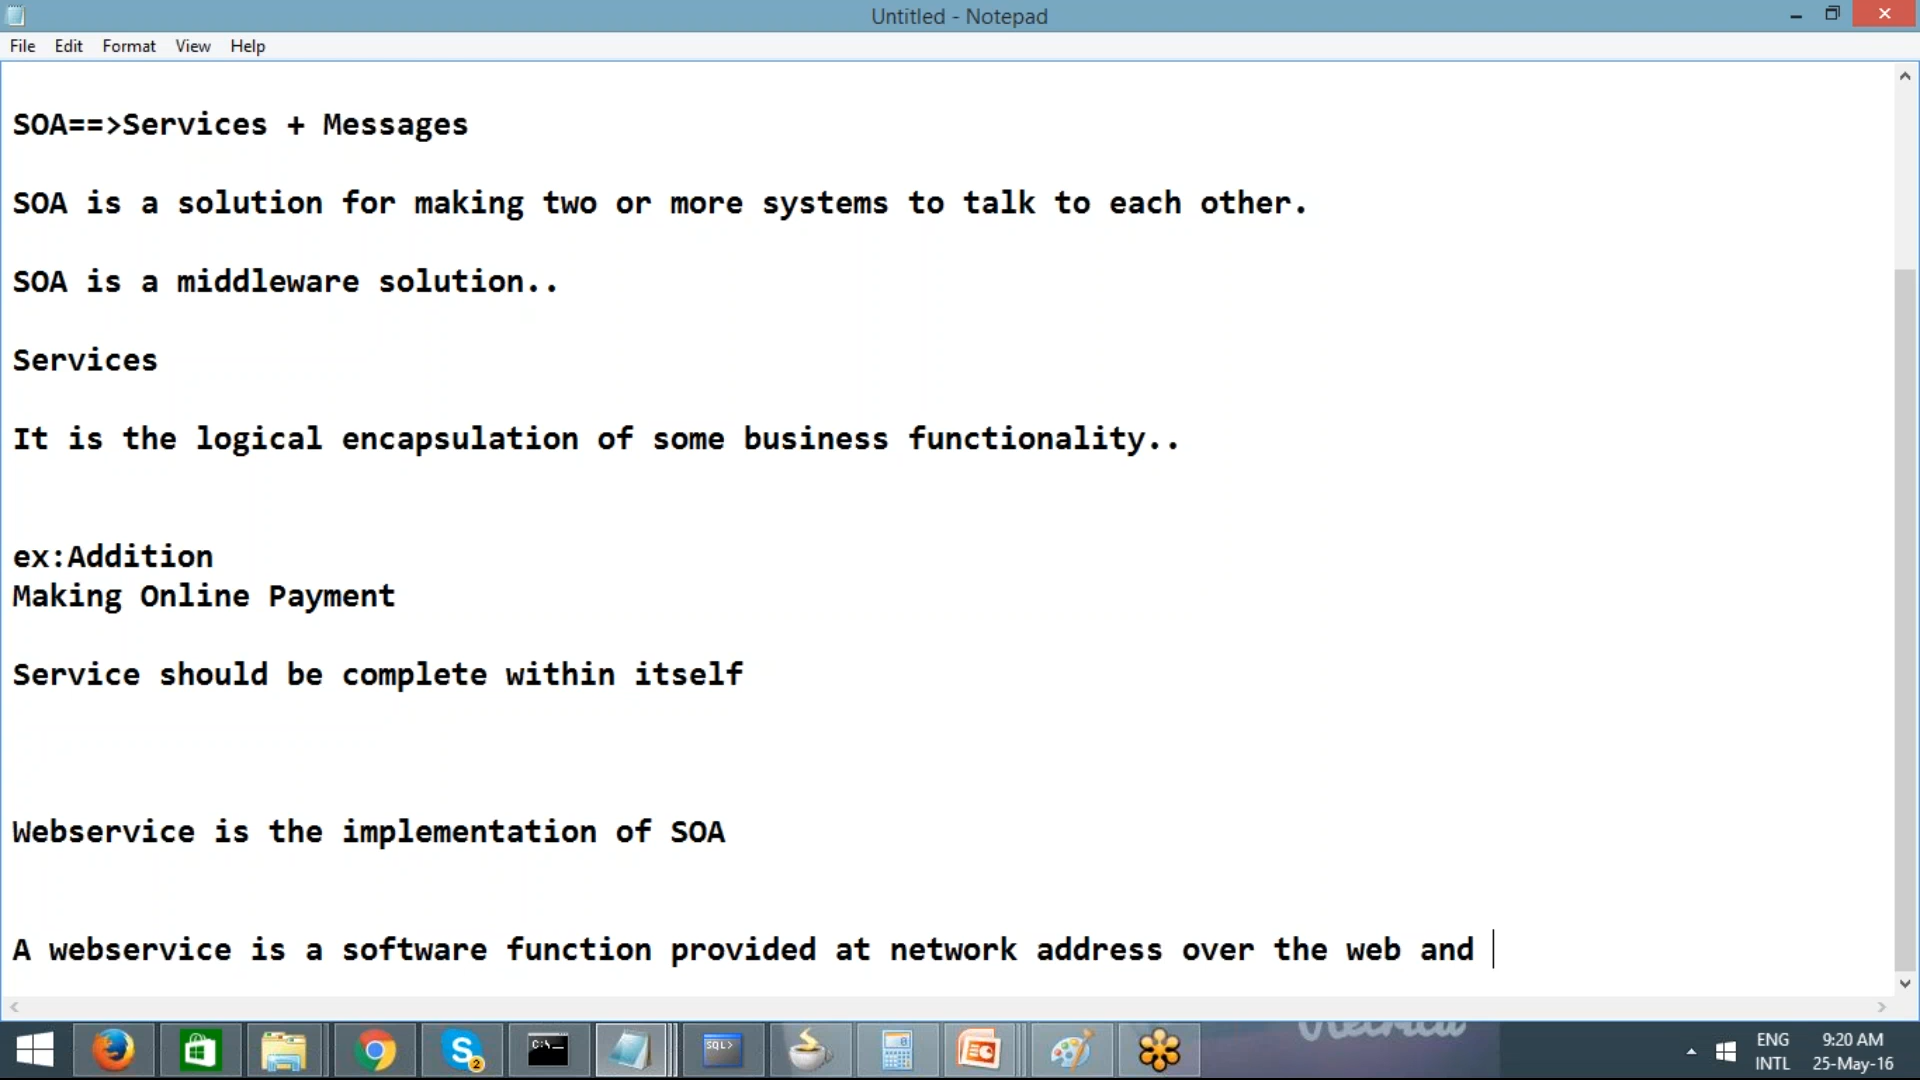 Untitled - Notepad
File Edit Format View Help
SOA==>Services + Messages
SOA is a solution for making two or more systems to talk to each other.
SOA is a middleware solution..
Services
It is the logical encapsulation of some business functionality..
ex:Addition
Making Online Payment
Service should be complete within itself
Webservice is the implementation of SOA
A webservice is a software function provided at network address over the web and
S 2
C:\_
SQL>
ENG 9:20 AM
INTL 25-May-16